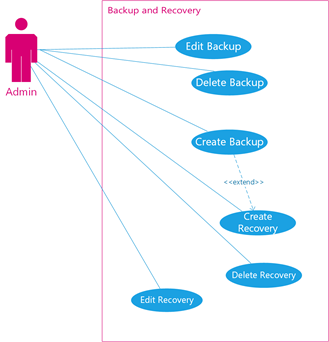 Backup and Recovery
Edit Backup
Delete Backup
Admin
Create Backup
<<extend>>
Create
Recovery
Delete Recovery
Edit Recovery